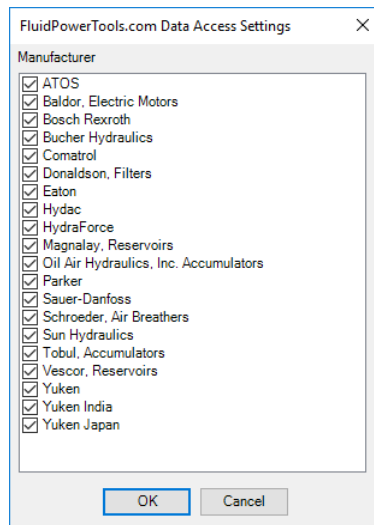 FluidPowerTools.com Data Access Settings
Manufacturer
ATOS
Baldor, Electric Motors
Bosch Rexroth
Bucher Hydraulics
Comatrol
Donaldson, Filters
Eaton
Hydac
HydraForce
Magnalay, Reservoirs
Oil Air Hydraulics, Inc. Accumulators
Parker
Sauer-Danfoss
Schroeder, Air Breathers
Sun Hydraulics
Tobul, Accumulators
Vescor, Reservoirs
Yuken
Yuken India
Yuken Japan
OK Cancel